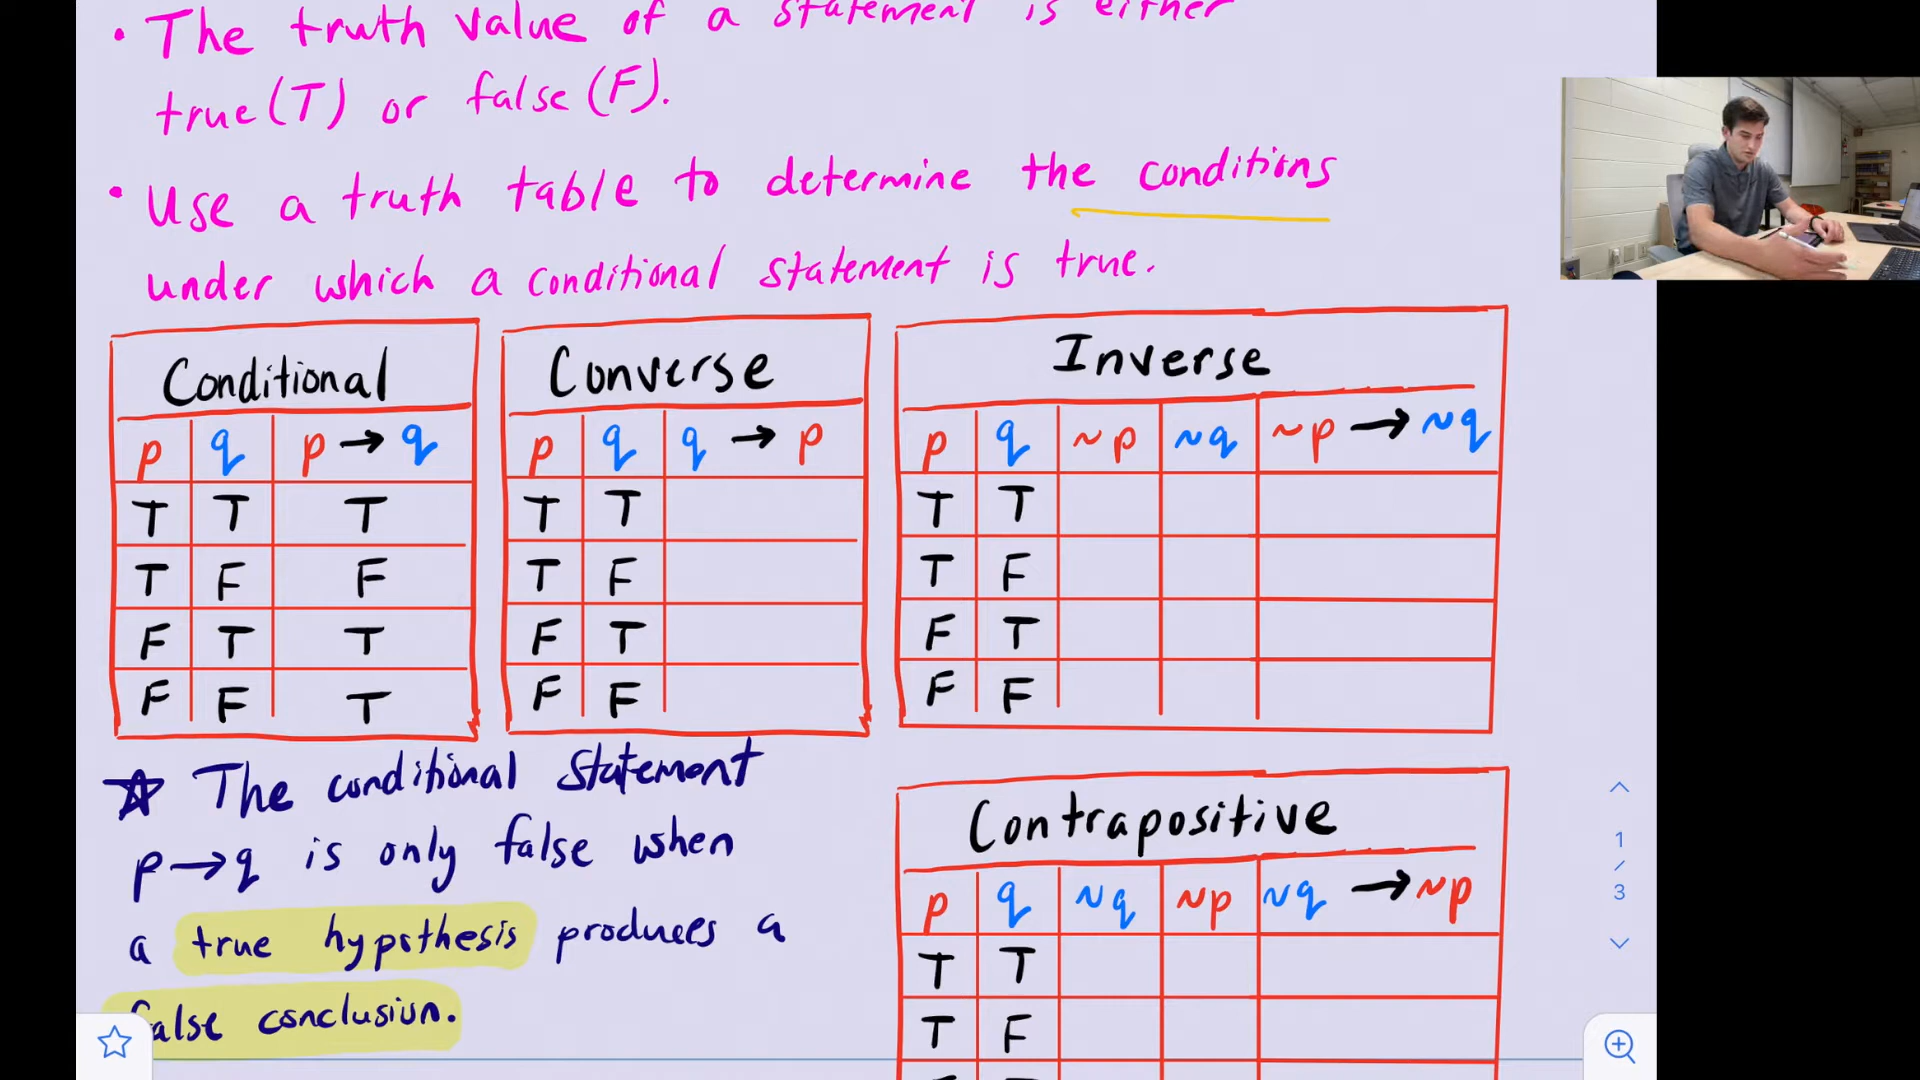 • The truth value of a statement is either
true (T) or false (F).
• Use a truth table to determine the conditions
under which a conditional statement is true.
Conditional
p q p → q
T T T
T F F
F T T
F F T
Converse
p q q → p
T T
T F
F T
F F
Inverse
p q ~p ~q ~p → ~q
T T
T F
F T
F F
☆ The conditional statement
p → q is only false when
a true hypothesis produces a
false conclusion.
Contrapositive
p q ~q ~p ~q → ~p
T T
T F
1
/
3